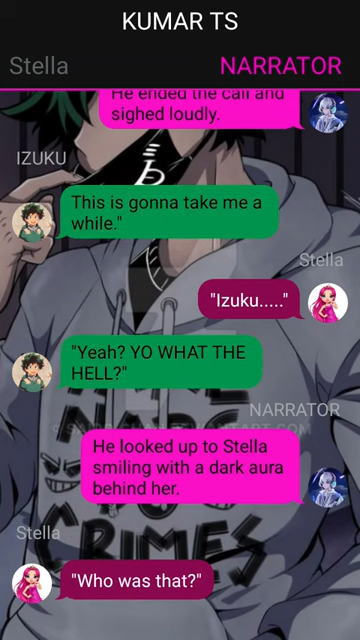 KUMAR TS
Stella
NARRATOR
He ended the call and
sighed loudly.
IZUKU
This is gonna take me a
while."
Stella
"Izuku....."
"Yeah? YO WHAT THE
HELL?"
NARRATOR
He looked up to Stella
smiling with a dark aura
behind her.
CRIMES
Stella
"Who was that?"